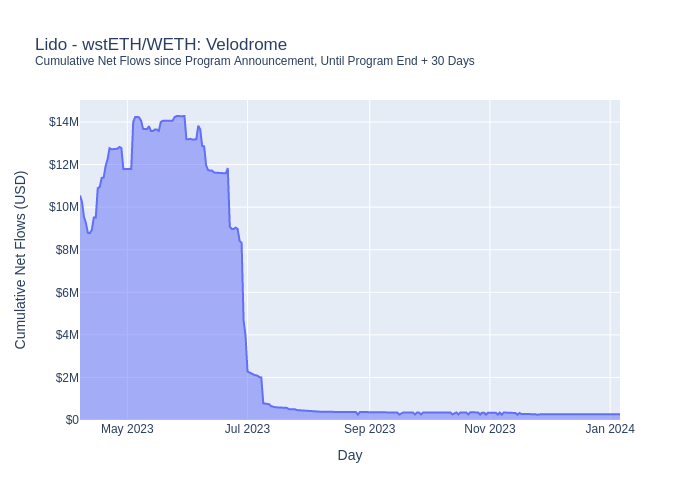 Lido - wstETH/WETH: Velodrome
Cumulative Net Flows since Program Announcement, Until Program End + 30 Days
Cumulative Net Flows (USD)
$14M
$12M
$10M
$8M
$6M
$4M
$2M
$0
May 2023
Jul 2023
Sep 2023
Nov 2023
Jan 2024
Day